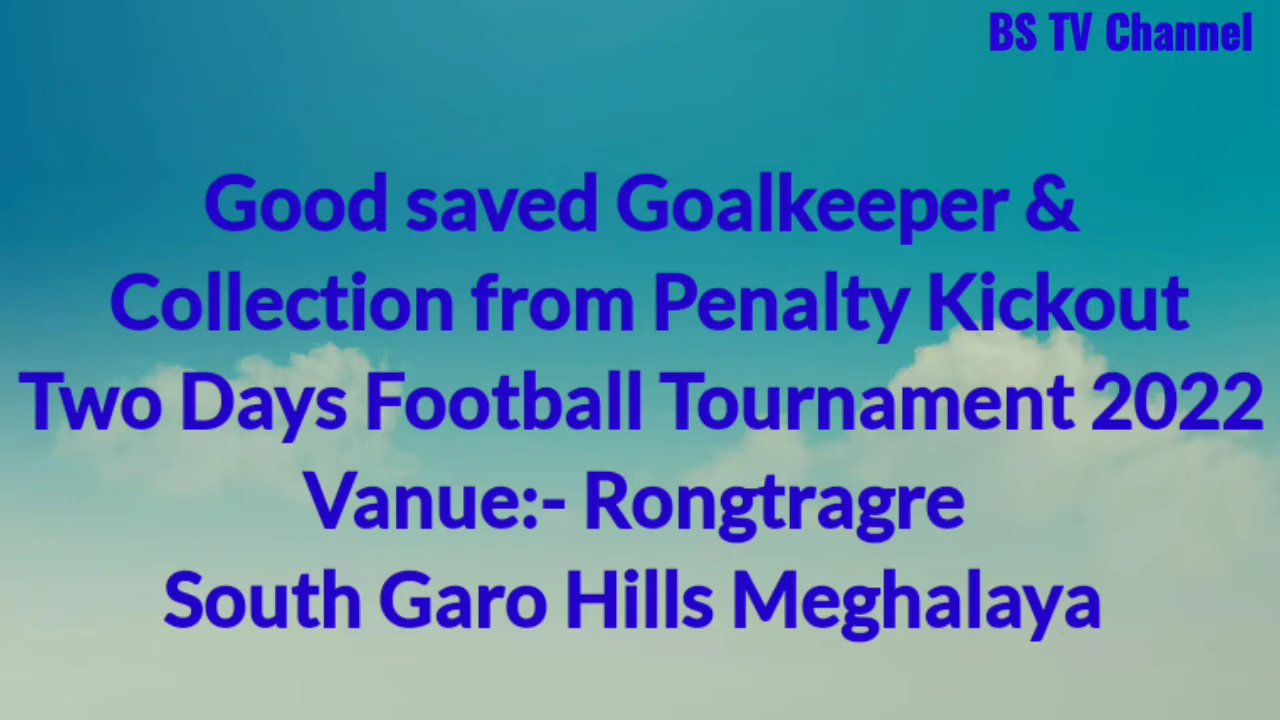 BS TV Channel
Good saved Goalkeeper &
Collection from Penalty Kickout
Two Days Football Tournament 2022
Vanue:- Rongtragre
South Garo Hills Meghalaya